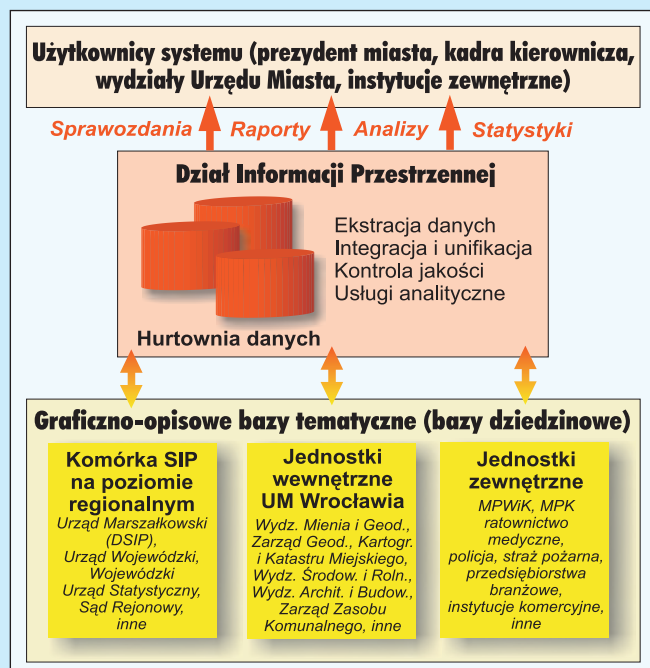 Użytkownicy systemu (prezydent miasta, kadra kierownicza,
wydziały Urzędu Miasta, instytucje zewnętrzne)
Sprawozdania Raporty Analizy Statystyki
Dział Informacji Przestrzennej
Ekstracja danych
Integracja i unifikacja
Kontrola jakości
Usługi analityczne
Hurtownia danych
Graficzno-opisowe bazy tematyczne (bazy dziedzinowe)
Komórka SIP
na poziomie
regionalnym
Urząd Marszałkowski
(DSIP),
Urząd Wojewódzki,
Wojewódzki
Urząd Statystyczny,
Sąd Rejonowy,
inne
Jednostki
wewnętrzne
UM Wrocławia
Wydz. Mienia i Geod.,
Zarząd Geod., Kartogr.
i Katastru Miejskiego,
Wydz. Środow. i Roln.,
Wydz. Archit. i Budow.,
Zarząd Zasobu
Komunalnego, inne
Jednostki
zewnętrzne
MPWiK, MPK
ratownictwo
medyczne,
policja, straż pożarna,
przedsiębiorstwa
branżowe,
instytucje komercyjne,
inne